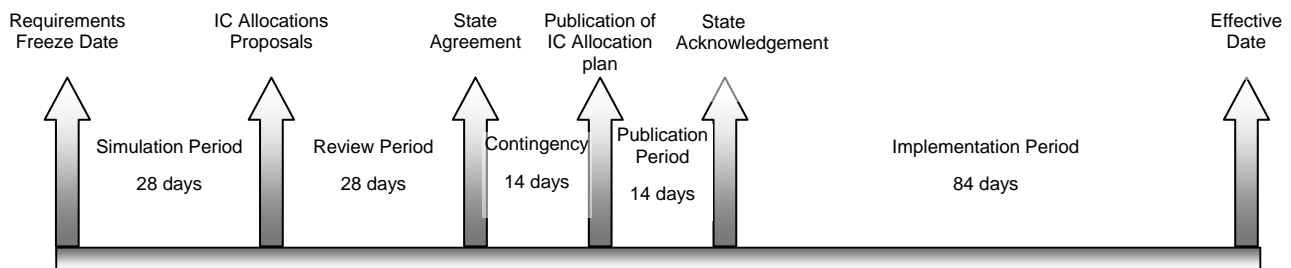 Requirements
Freeze Date
IC Allocations
Proposals
State
Agreement
Publication of
IC Allocation
plan
State
Acknowledgement
Effective
Date
Simulation Period
28 days
Review Period
28 days
Contingency
14 days
Publication
Period
14 days
Implementation Period
84 days